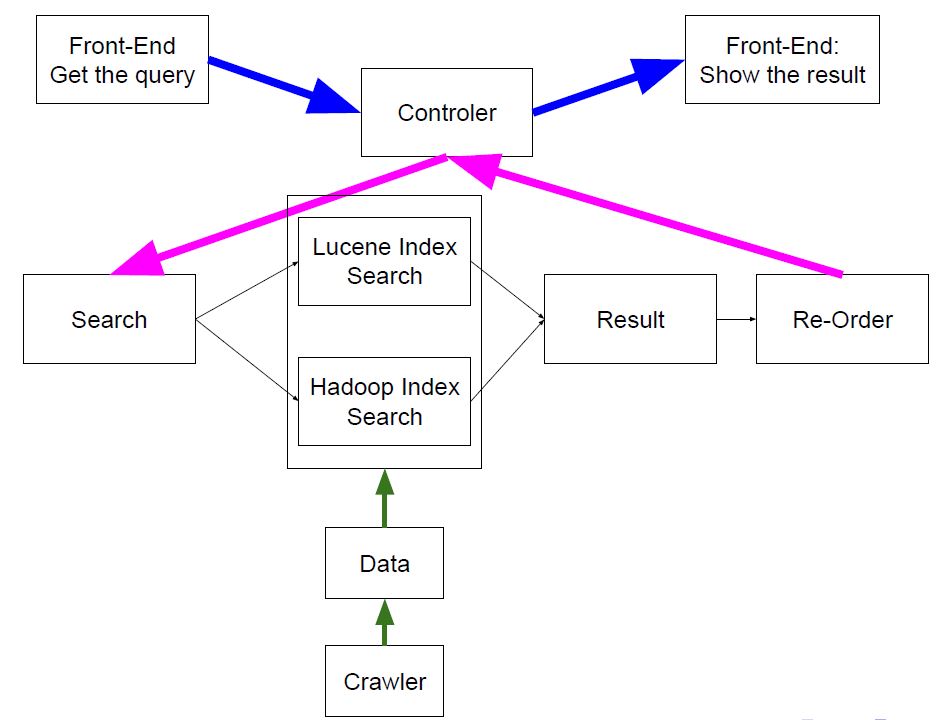 Front-End
Get the query
Front-End:
Show the result
Controler
Lucene Index
Search
Search
Result
Re-Order
Hadoop Index
Search
Data
Crawler